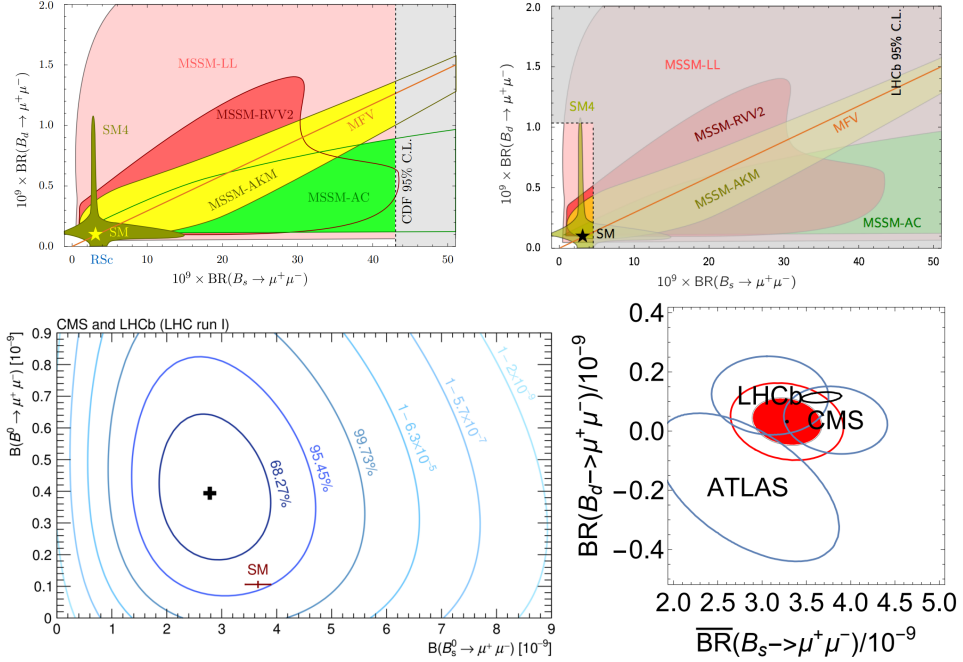 2.0
1.5
1.0
0.5
0.0
0
10
20
30
40
50
10⁹ × BR(B_d → μ⁺μ⁻)
10⁹ × BR(B_s → μ⁺μ⁻)
MSSM-LL
MSSM-RVV2
MFV
SM4
MSSM-AKM
MSSM-AC
SM
RSc
CDF 95% C.L.
2.0
1.5
1.0
0.5
0.0
0
10
20
30
40
50
10⁹ × BR(B_d → μ⁺μ⁻)
10⁹ × BR(B_s → μ⁺μ⁻)
LHCb 95% C.L.
MSSM-LL
SM4
MSSM-RVV2
MFV
MSSM-AKM
SM
MSSM-AC
CMS and LHCb (LHC run I)
B(B⁰ → μ⁺ μ⁻) [10⁻⁹]
0.9
0.8
0.7
0.6
0.5
0.4
0.3
0.2
0.1
0
0 1 2 3 4 5 6 7 8 9
B(B⁰_s → μ⁺ μ⁻) [10⁻⁹]
68.27%
95.45%
99.73%
1 − 6.3×10⁻⁵
1 − 5.7×10⁻⁷
1 − 2×10⁻⁹
SM
BR(B_d−>μ⁺μ⁻)/10⁻⁹
0.4
0.2
0.0
−0.2
−0.4
LHCb
CMS
ATLAS
2.0 2.5 3.0 3.5 4.0 4.5 5.0
B̅R̅(B_s−>μ⁺μ⁻)/10⁻⁹